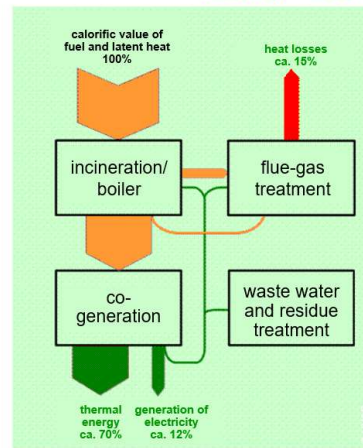 calorific value of
fuel and latent heat
100%
heat losses
ca. 15%
incineration/
boiler
flue-gas
treatment
co-
generation
waste water
and residue
treatment
thermal
energy
ca. 70%
generation of
electricity
ca. 12%